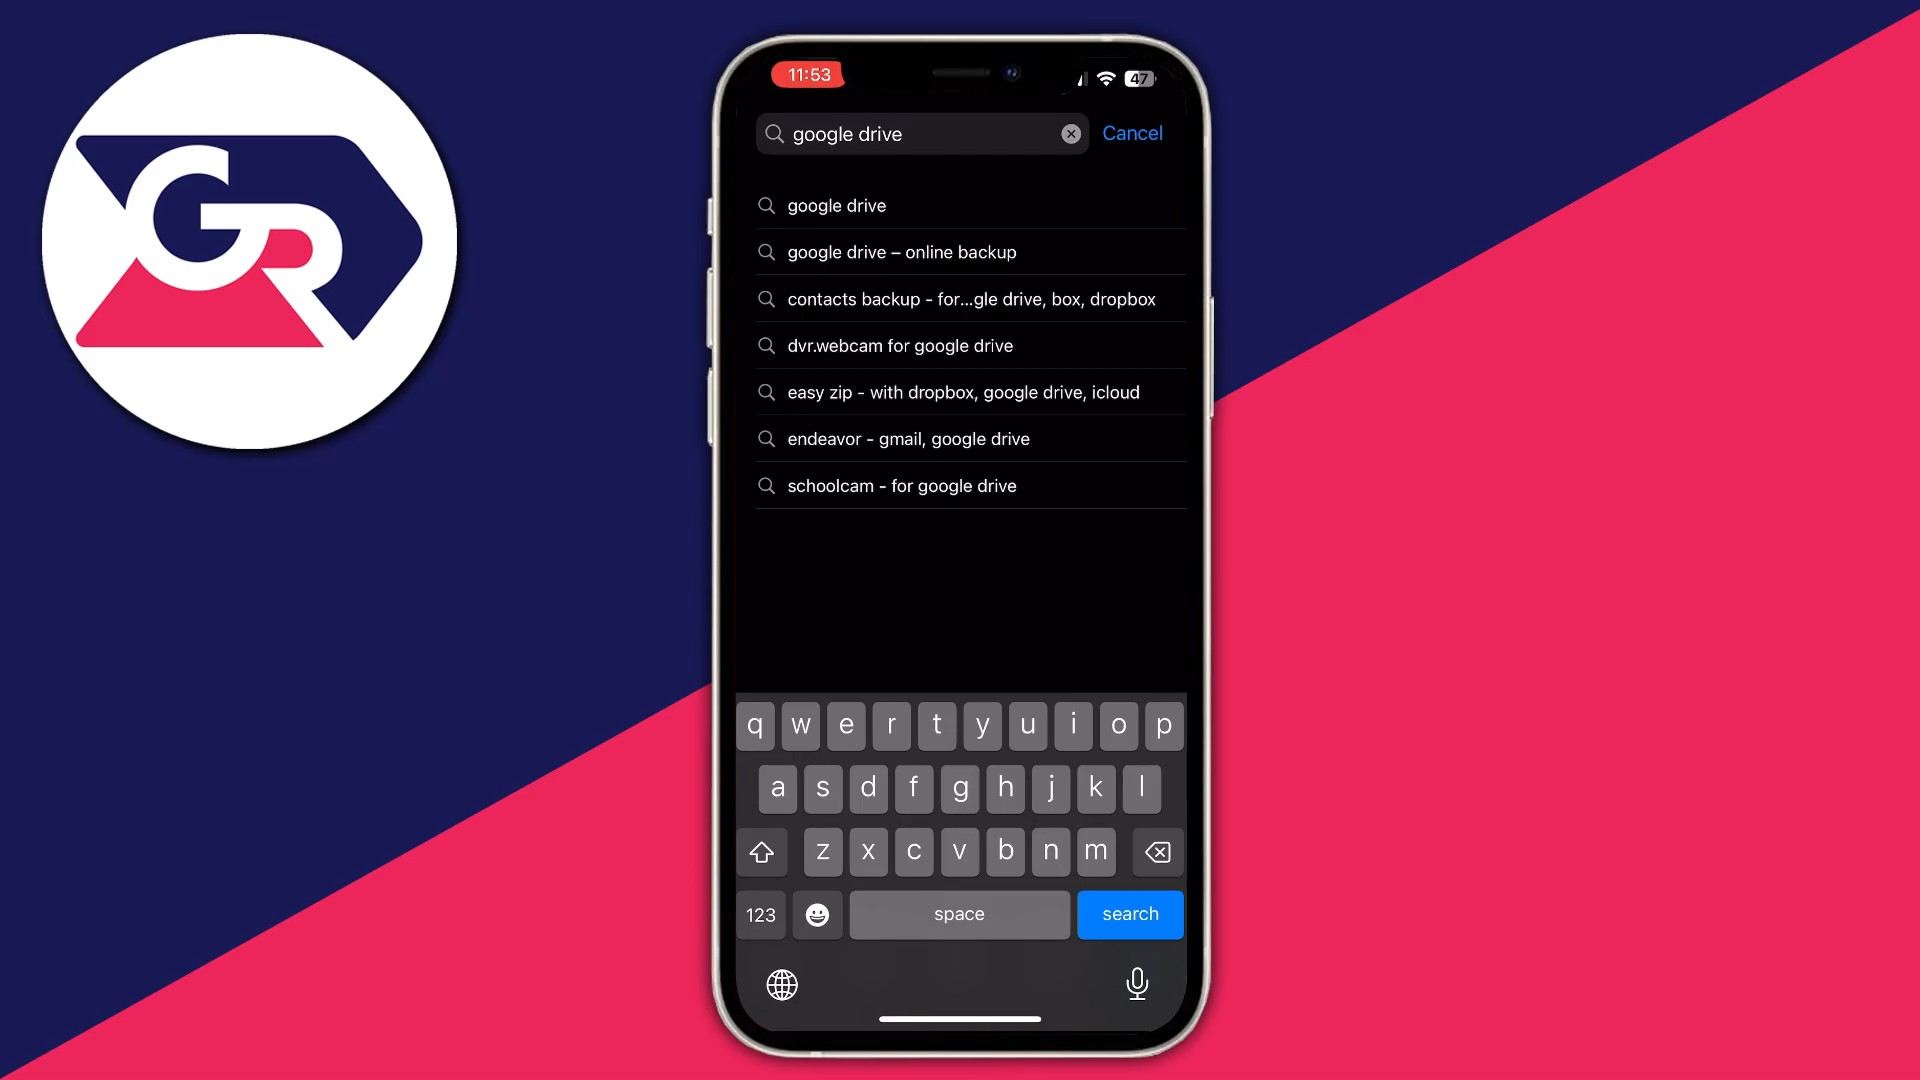 GR
11:53
47
google drive
Cancel
google drive
google drive – online backup
contacts backup - for...gle drive, box, dropbox
dvr.webcam for google drive
easy zip - with dropbox, google drive, icloud
endeavor - gmail, google drive
schoolcam - for google drive
q w e r t y u i o p
a s d f g h j k l
z x c v b n m
123
space
search